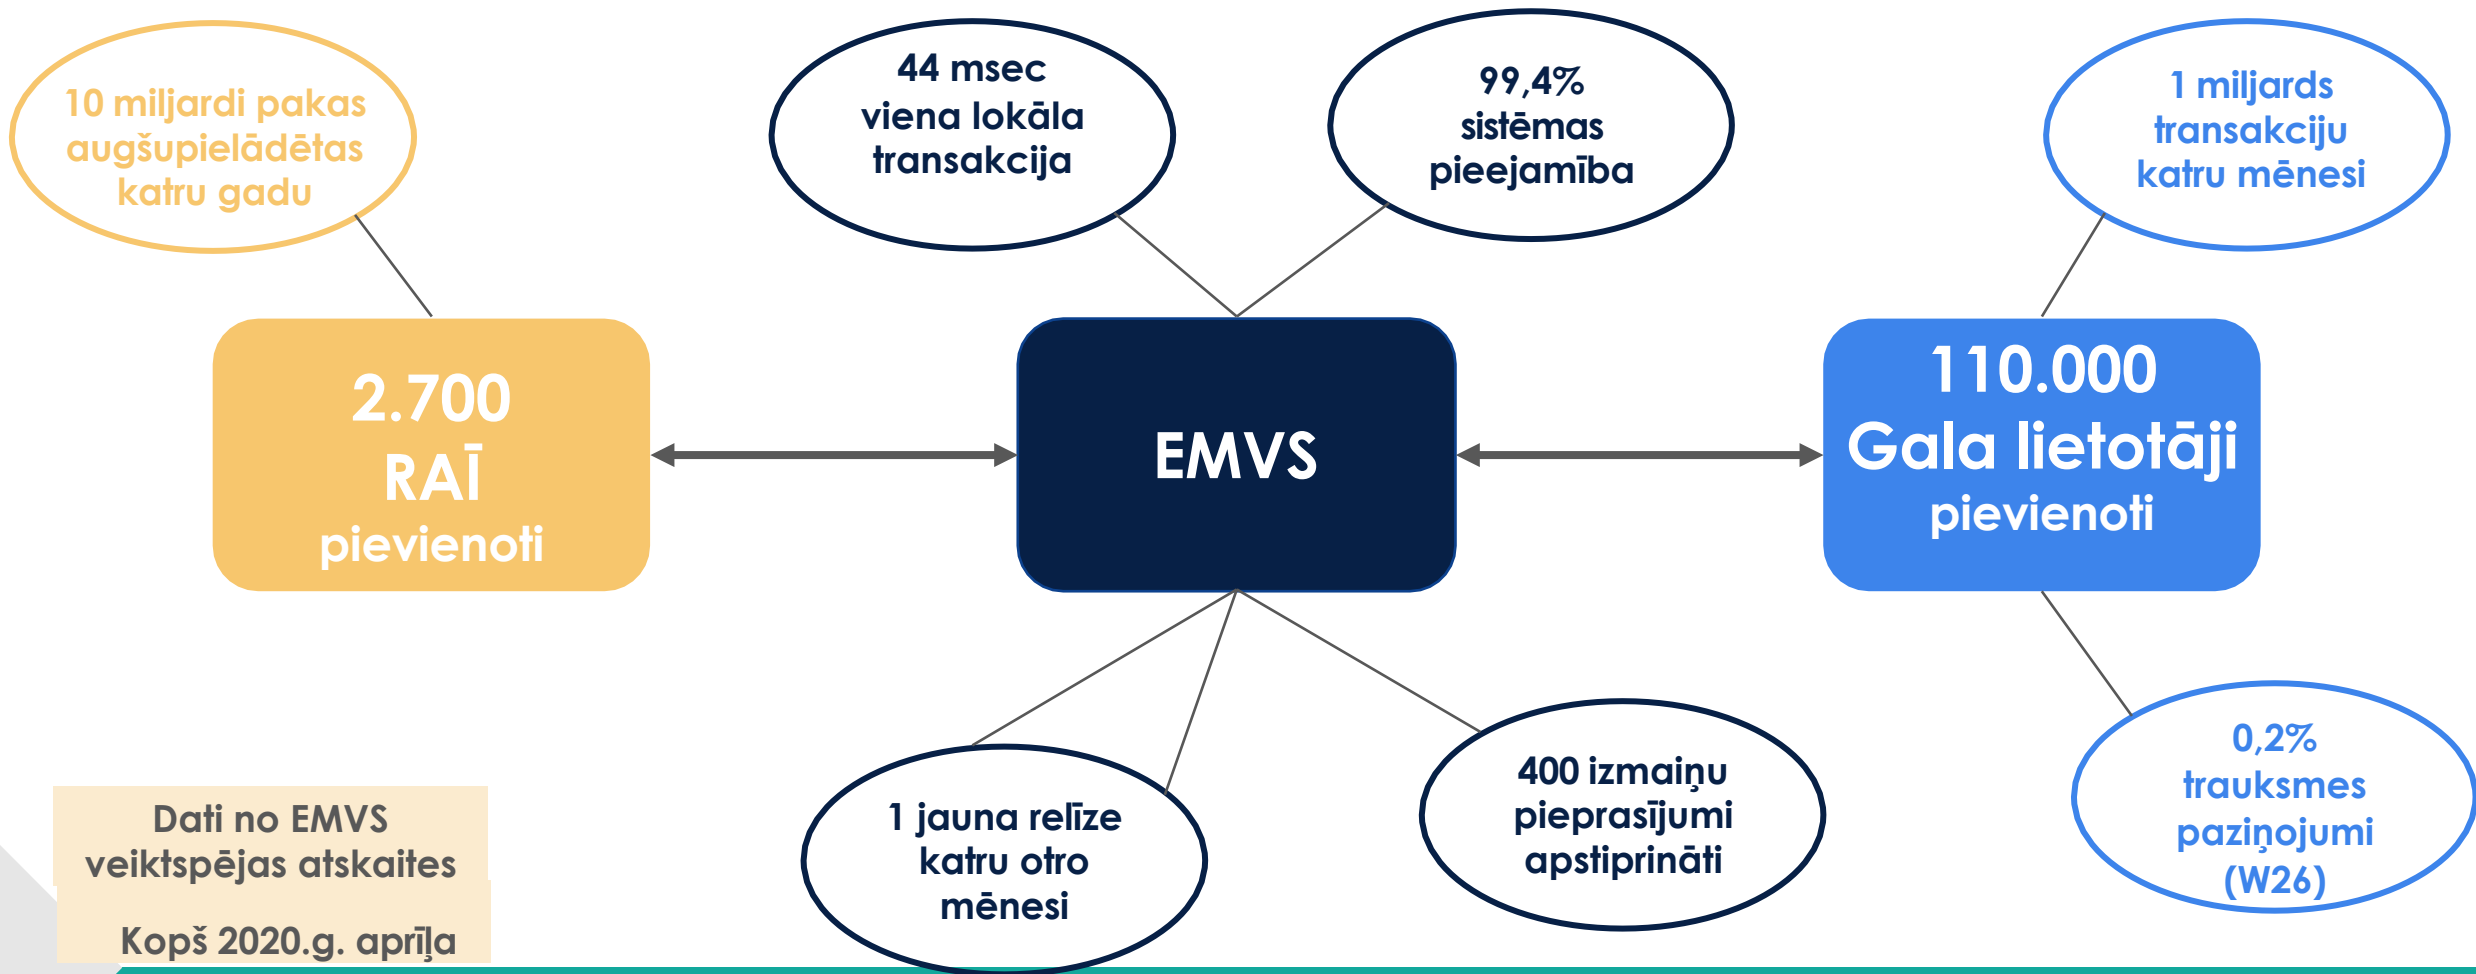 10 miljardi pakas
augšupielādētas
katru gadu
44 msec
viena lokāla
transakcija
99,4%
sistēmas
pieejamība
1 miljards
transakciju
katru mēnesi
2.700
RAĪ
pievienoti
EMVS
110.000
Gala lietotāji
pievienoti
1 jauna relīze
katru otro
mēnesi
400 izmaiņu
pieprasījumi
apstiprināti
0,2%
trauksmes
paziņojumi
(W26)
Dati no EMVS
veiktspējas atskaites
Kopš 2020.g. aprīļa